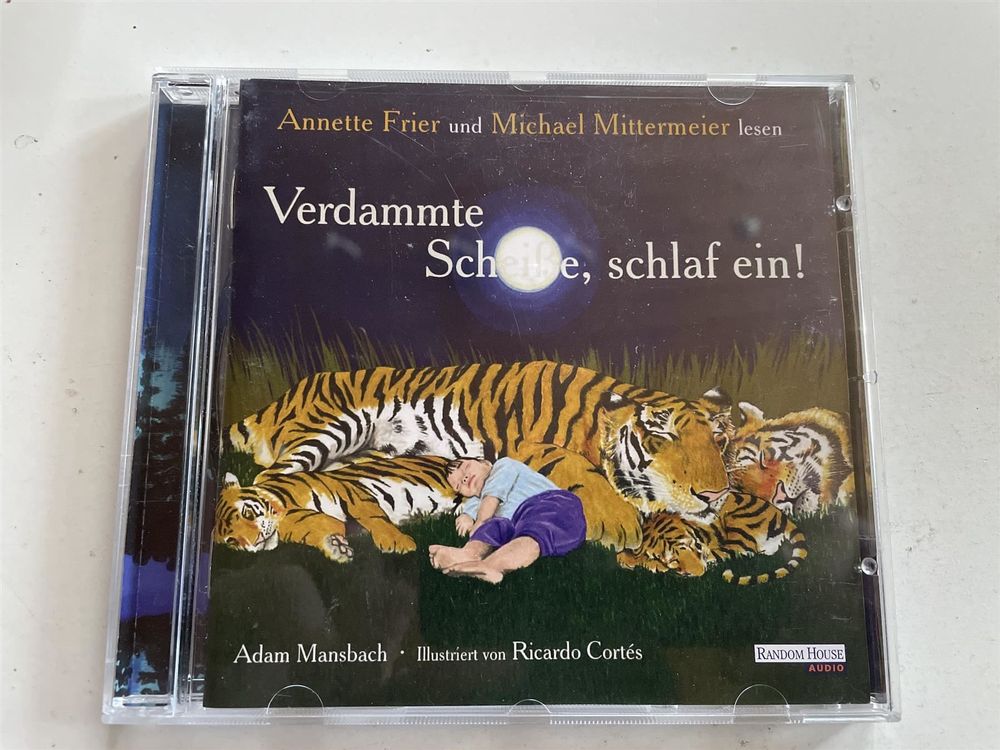 Annette Frier und Michael Mittermeier lesen
Verdammte
Scheiße, schlaf ein!
Adam Mansbach · Illustriert von Ricardo Cortés
RANDOM HOUSE
AUDIO